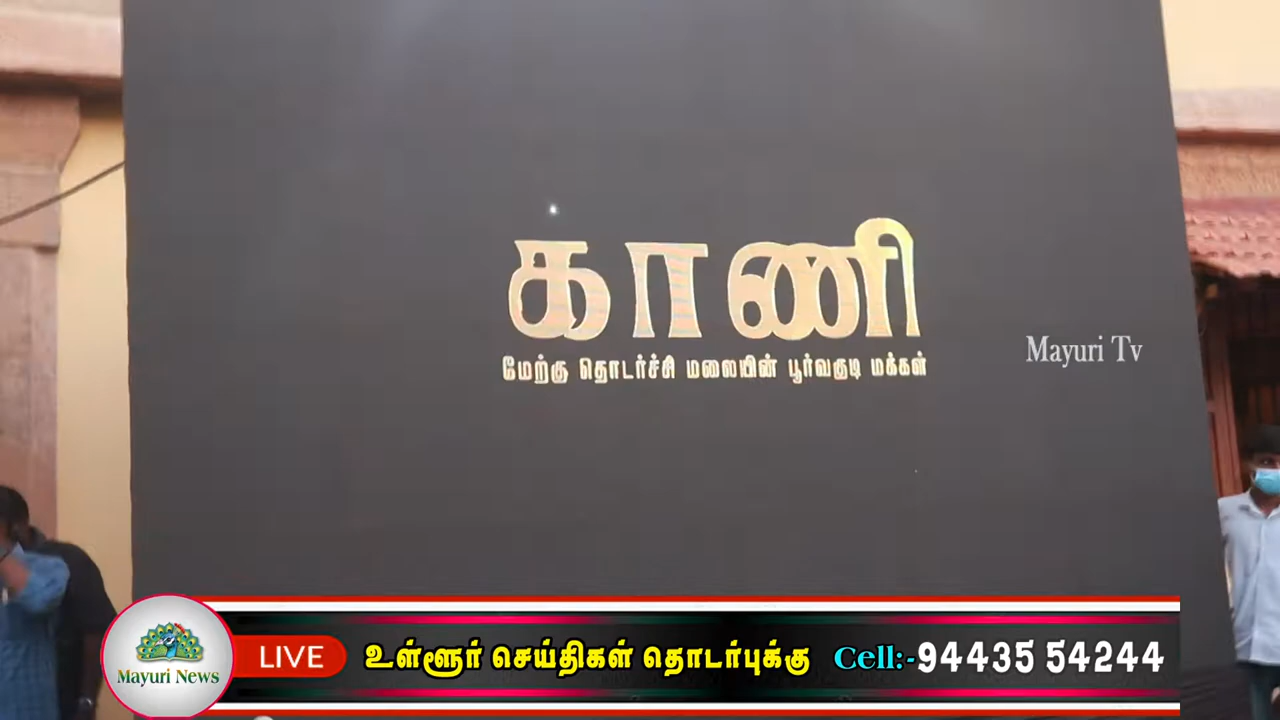 காணி
மேற்கு தொடர்ச்சி மலையின் பூர்வகுடி மக்கள்
Mayuri Tv
Mayuri News
LIVE
உள்ளூர் செய்திகள் தொடர்புக்கு Cell:-94435 54244